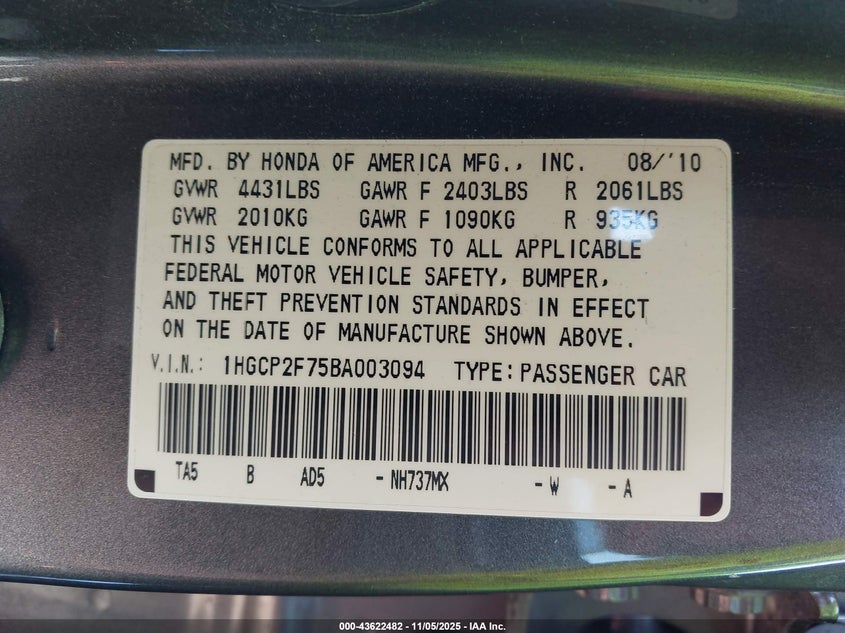 MFD. BY HONDA OF AMERICA MFG., INC. 08/'10
GVWR 4431LBS GAWR F 2403LBS R 2061LBS
GVWR 2010KG GAWR F 1090KG R 935KG
THIS VEHICLE CONFORMS TO ALL APPLICABLE
FEDERAL MOTOR VEHICLE SAFETY, BUMPER,
AND THEFT PREVENTION STANDARDS IN EFFECT
ON THE DATE OF MANUFACTURE SHOWN ABOVE.
V.I.N.: 1HGCP2F75BA003094 TYPE: PASSENGER CAR
TA5 B AD5 - NH737MX - W - A
000-43622482 - 11/05/2025 - IAA Inc.